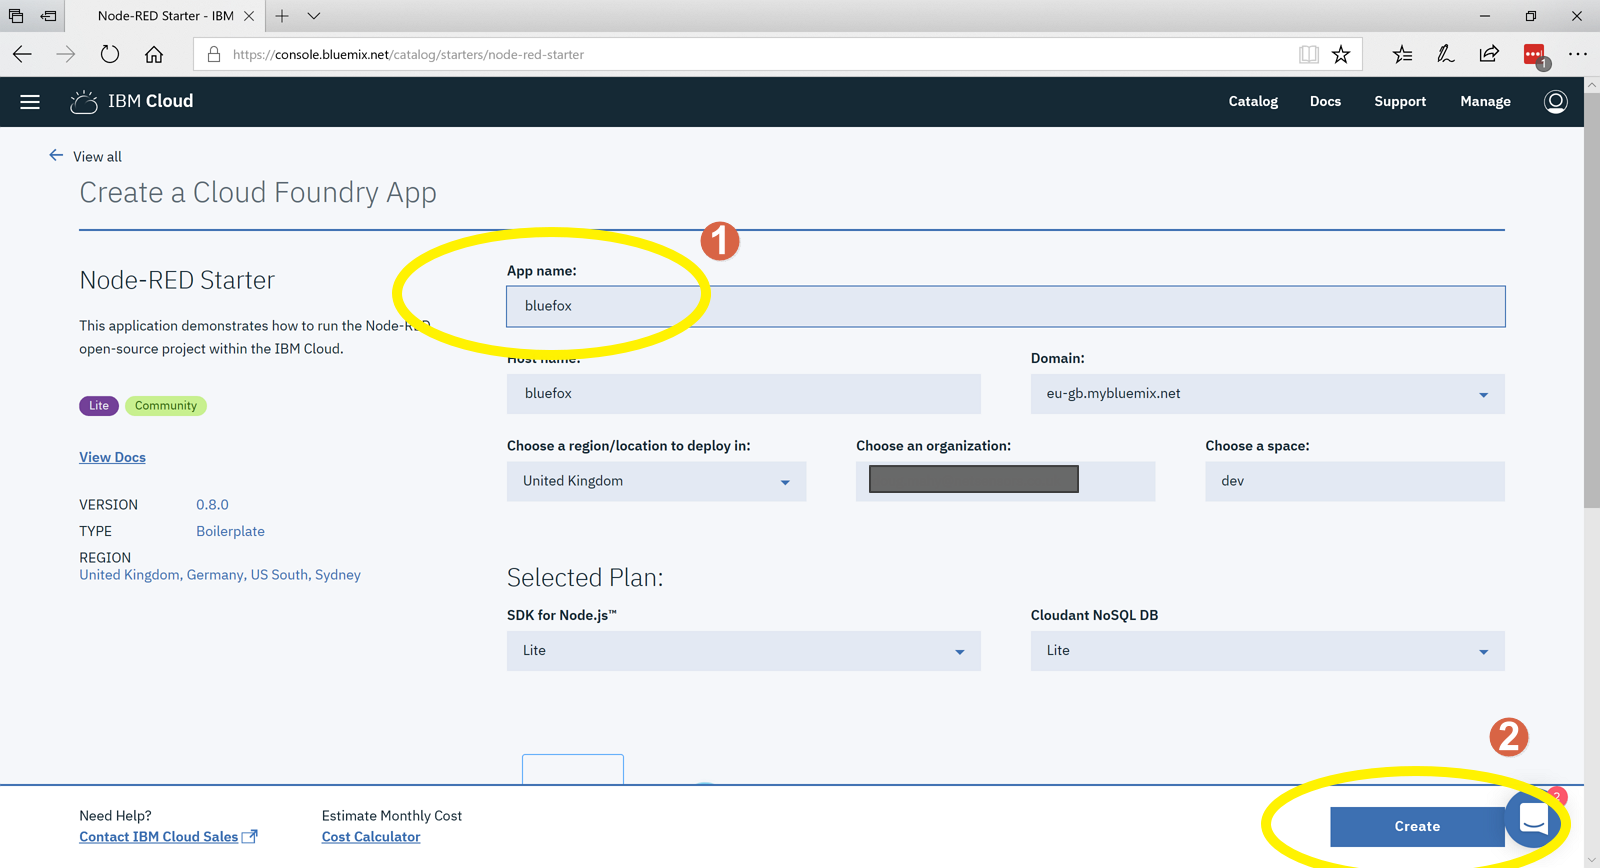 Node-RED Starter - IBM
https://console.bluemix.net/catalog/starters/node-red-starter
1
IBM Cloud
Catalog
Docs
Support
Manage
View all
Create a Cloud Foundry App
1
Node-RED Starter
This application demonstrates how to run the Node-RED
open-source project within the IBM Cloud.
Lite
Community
View Docs
VERSION 0.8.0
TYPE Boilerplate
REGION
United Kingdom, Germany, US South, Sydney
App name:
bluefox
Host name:
bluefox
Domain:
eu-gb.mybluemix.net
Choose a region/location to deploy in:
United Kingdom
Choose an organization:
Choose a space:
dev
Selected Plan:
SDK for Node.js™
Lite
Cloudant NoSQL DB
Lite
2
Need Help?
Contact IBM Cloud Sales
Estimate Monthly Cost
Cost Calculator
Create
2